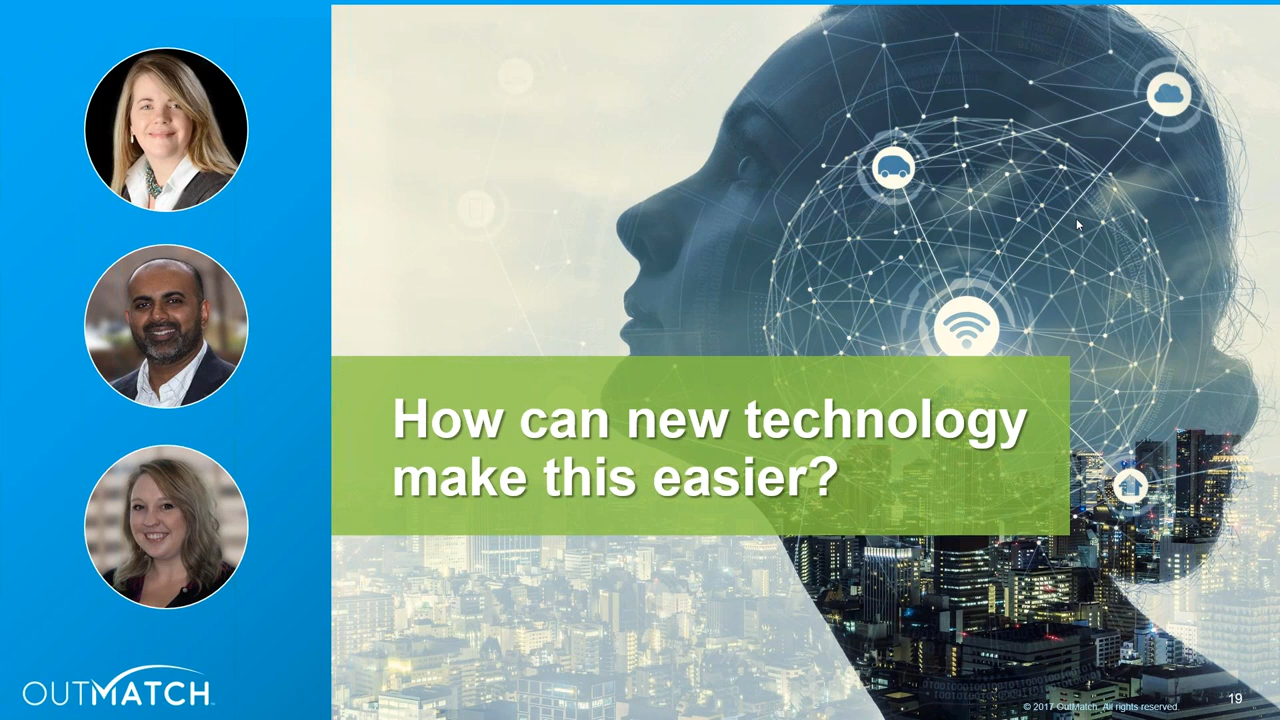 How can new technology
make this easier?
OUTMATCH
© 2017 OutMatch. All rights reserved.
19